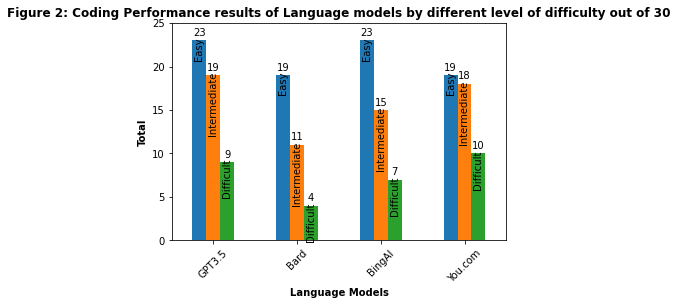 Figure 2: Coding Performance results of Language models by different level of difficulty out of 30
25
20
15
10
5
0
Total
23
Easy
19
Intermediate
9
Difficult
19
Easy
11
Intermediate
4
Difficult
23
Easy
15
Intermediate
7
Difficult
19
Easy
18
Intermediate
10
Difficult
GPT3.5
Bard
BingAI
You.com
Language Models